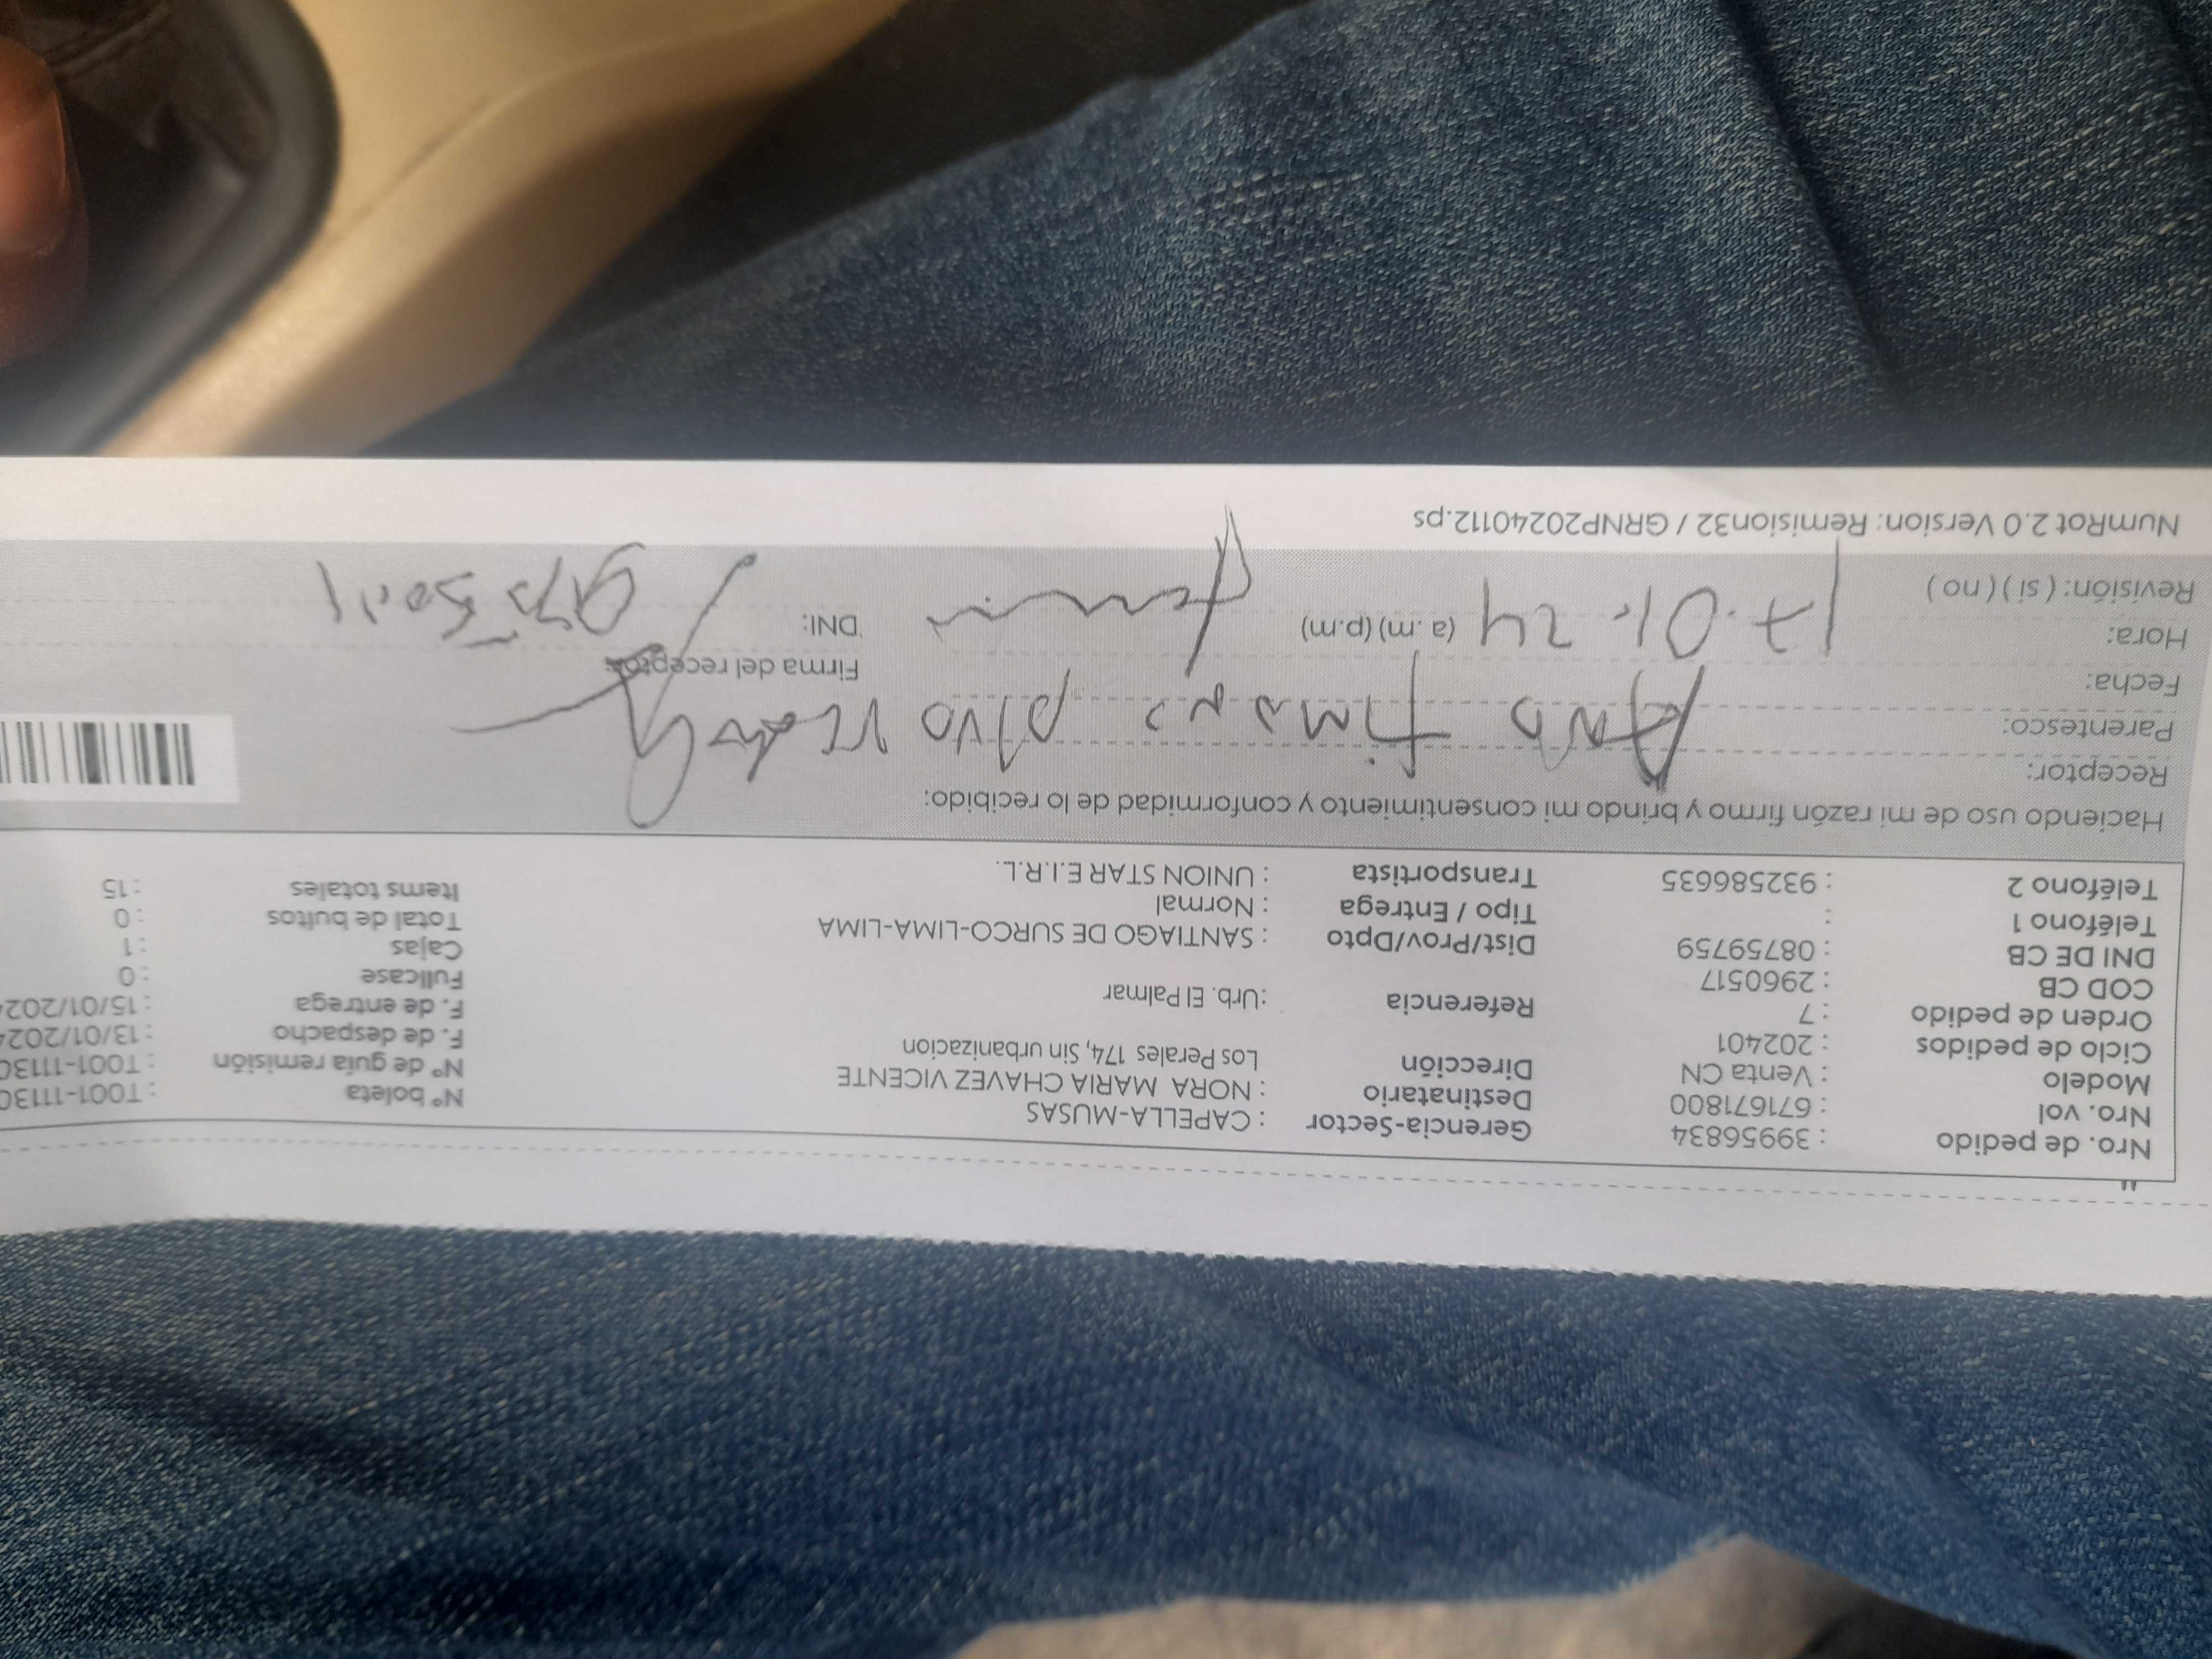 Nro. de pedido : 39956834 Gerencia-Sector : CAPELLA-MUSAS Nº boleta : T001-1113
Nro. vol : 671671800 Destinatario : NORA MARIA CHAVEZ VICENTE Nº de guía remisión : T001-1113
Modelo : Venta CN Dirección Los Perales 174, Sin urbanizacion F. de despacho : 13/01/202
Ciclo de pedidos : 202401 F. de entrega : 15/01/202
Orden de pedido : 7 Referencia :Urb. El Palmar Fullcase : 0
COD CB : 2960517 Cajas : 1
DNI DE CB : 08759759 Dist/Prov/Dpto : SANTIAGO DE SURCO-LIMA-LIMA Total de bultos : 0
Teléfono 1 : Tipo / Entrega : Normal Items totales : 15
Teléfono 2 : 932586635 Transportista : UNION STAR E.I.R.L.
Haciendo uso de mi razón firmo y brindo mi consentimiento y conformidad de lo recibido:
Receptor:
Parentesco:
Fecha: Firma del receptor:
Hora: 17.01.24 (a.m) (p.m) DNI:
Revisión: ( si ) ( no )
NumRot 2.0 Version: Remision32 / GRNP20240112.ps